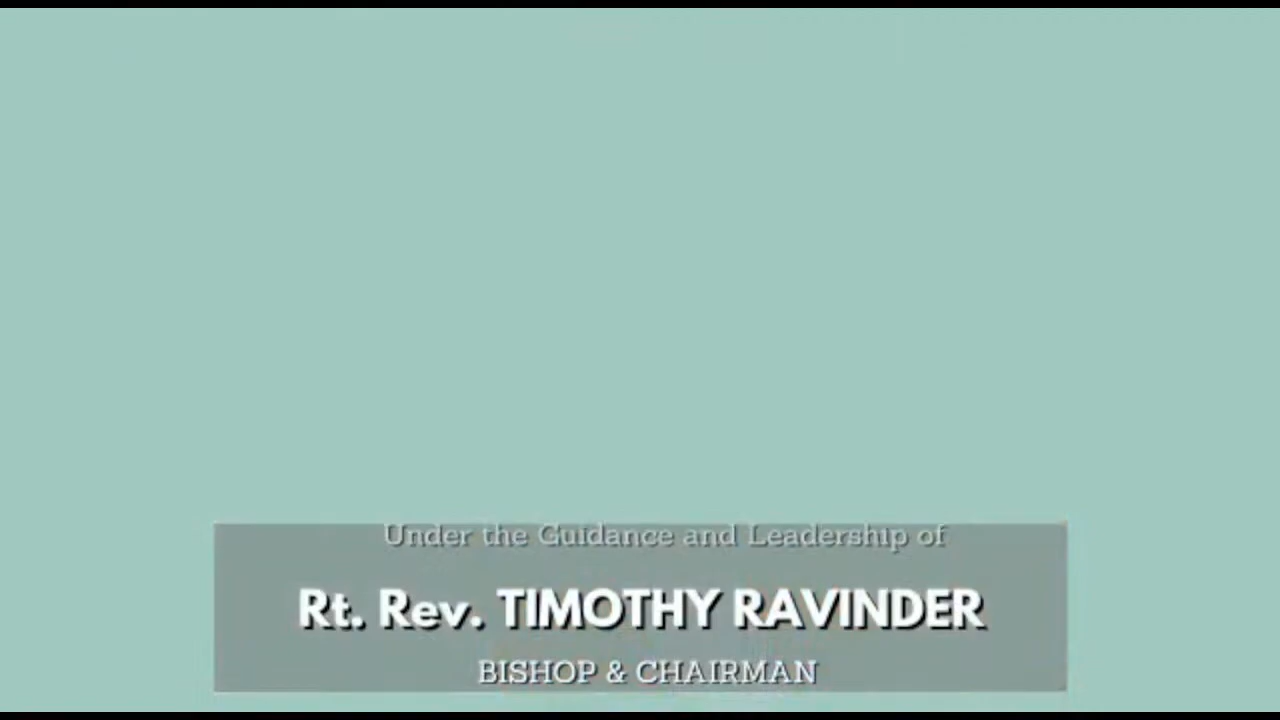 Under the Guidance and Leadership of
Rt. Rev. TIMOTHY RAVINDER
BISHOP & CHAIRMAN